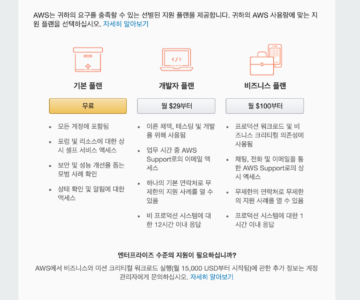 AWS는 귀하의 요구를 충족할 수 있는 선별된 지원 플랜을 제공합니다. 귀하의 AWS 사용량에 맞는 지
원 플랜을 선택하십시오. 자세히 알아보기
기본 플랜
무료
모든 계정에 포함됨
포럼 및 리소스에 대한 상
시 셀프 서비스 액세스
보안 및 성능 개선을 돕는
모범 사례 확인
상태 확인 및 알림에 대한
액세스
개발자 플랜
월 $29부터
이른 채택, 테스팅 및 개발
을 위해 사용됨
업무 시간 중 AWS
Support로의 이메일 액
세스
하나의 기본 연락처로 무
제한의 지원 사례를 열 수
있음
비 프로덕션 시스템에 대
한 12시간 이내 응답
비즈니스 플랜
월 $100부터
프로덕션 워크로드 및 비
즈니스 크리티컬 의존성에
사용됨
채팅, 전화 및 이메일을 통
한 AWS Support로의 상
시 액세스
무제한의 연락처로 무제한
의 지원 사례를 열 수 있음
프로덕션 시스템에 대한 1
시간 이내 응답
엔터프라이즈 수준의 지원이 필요하십니까?
AWS에서 비즈니스와 미션 크리티컬 워크로드 실행(월 15,000 USD부터 시작됨)에 관한 추가 정보는 계정
관리자에게 문의하십시오. 자세히 알아보기